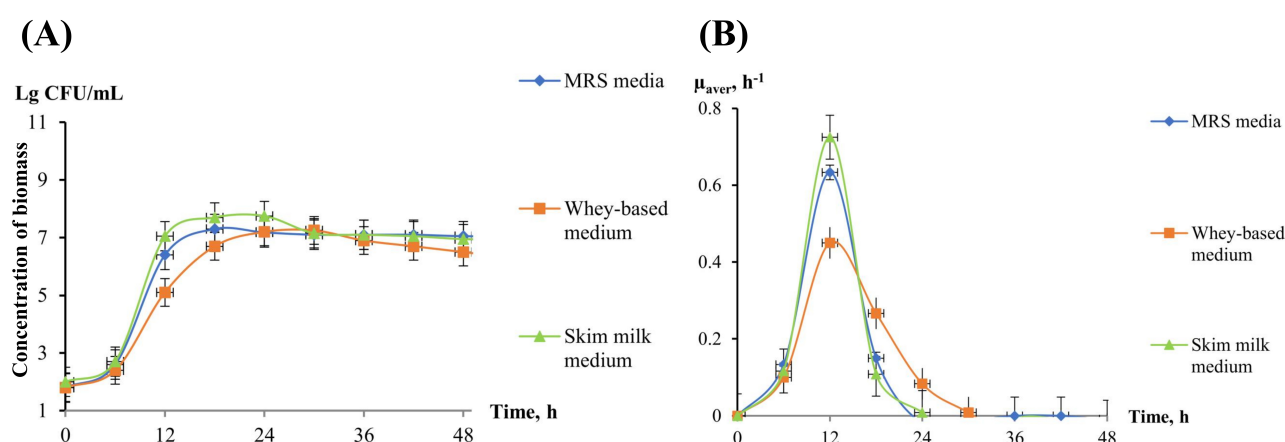 (A)
Lg CFU/mL
Concentration of biomass
11
9
7
5
3
1
0
12
24
36
48
Time, h
MRS media
Whey-based
medium
Skim milk
medium
(B)
μaver, h-1
0.8
0.6
0.4
0.2
0
0
12
24
36
48
Time, h
MRS media
Whey-based
medium
Skim milk
medium